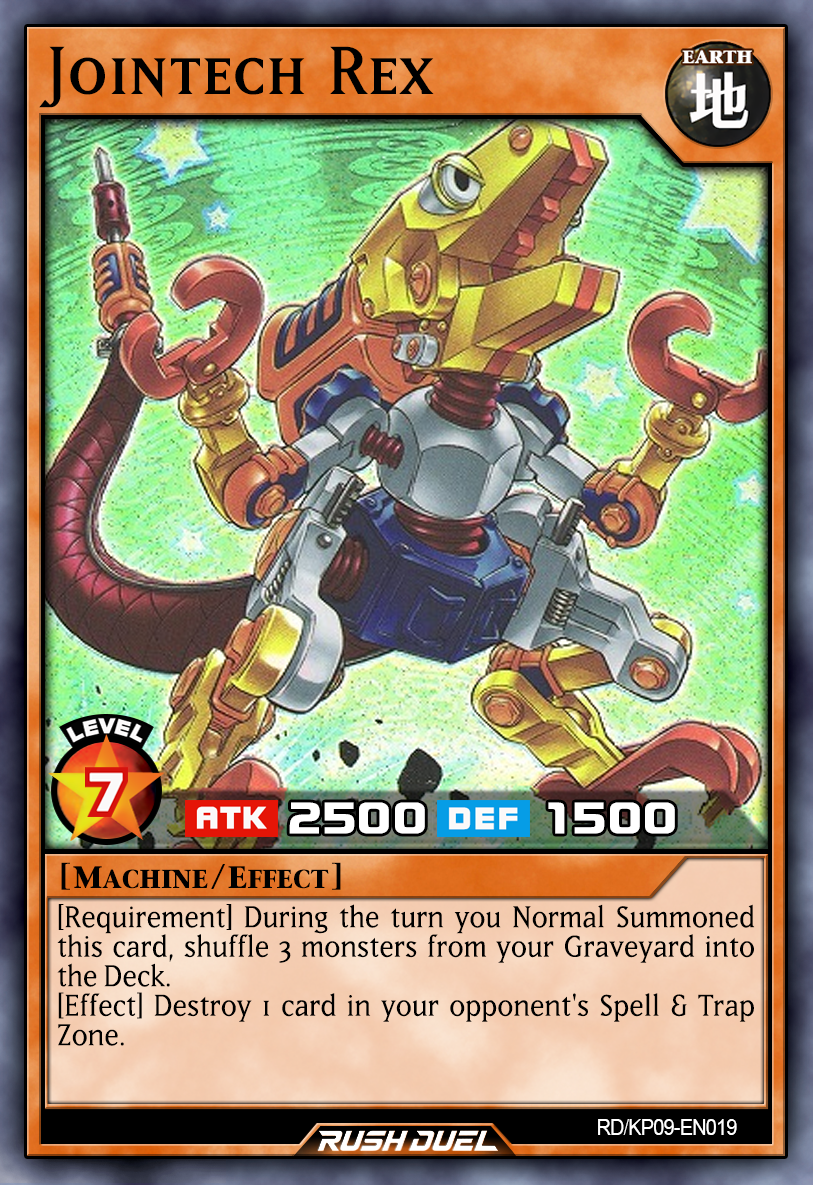 Jointech Rex
EARTH
地
LEVEL
7
ATK 2500 DEF 1500
[Machine/Effect]
[Requirement] During the turn you Normal Summoned
this card, shuffle 3 monsters from your Graveyard into
the Deck.
[Effect] Destroy 1 card in your opponent's Spell & Trap
Zone.
RD/KP09-EN019
RUSH DUEL